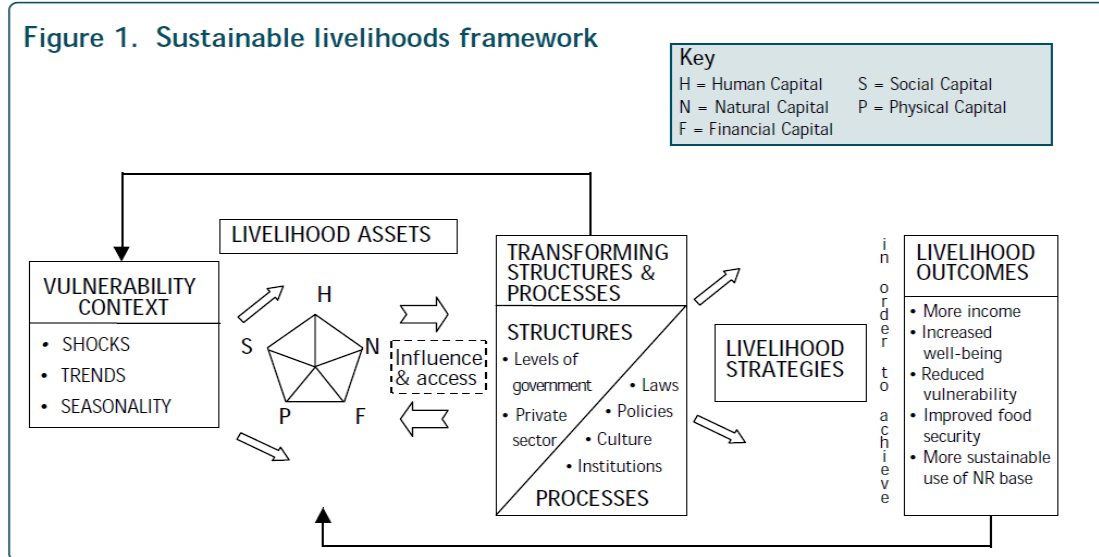 Figure 1. Sustainable livelihoods framework
Key
H = Human Capital S = Social Capital
N = Natural Capital P = Physical Capital
F = Financial Capital
VULNERABILITY
CONTEXT
• SHOCKS
• TRENDS
• SEASONALITY
LIVELIHOOD ASSETS
H
S
N
P
F
Influence
& access
TRANSFORMING
STRUCTURES &
PROCESSES
STRUCTURES
• Levels of
government
• Private
sector
• Laws
• Policies
• Culture
• Institutions
PROCESSES
LIVELIHOOD
STRATEGIES
in order to achieve
LIVELIHOOD
OUTCOMES
• More income
• Increased
well-being
• Reduced
vulnerability
• Improved food
security
• More sustainable
use of NR base